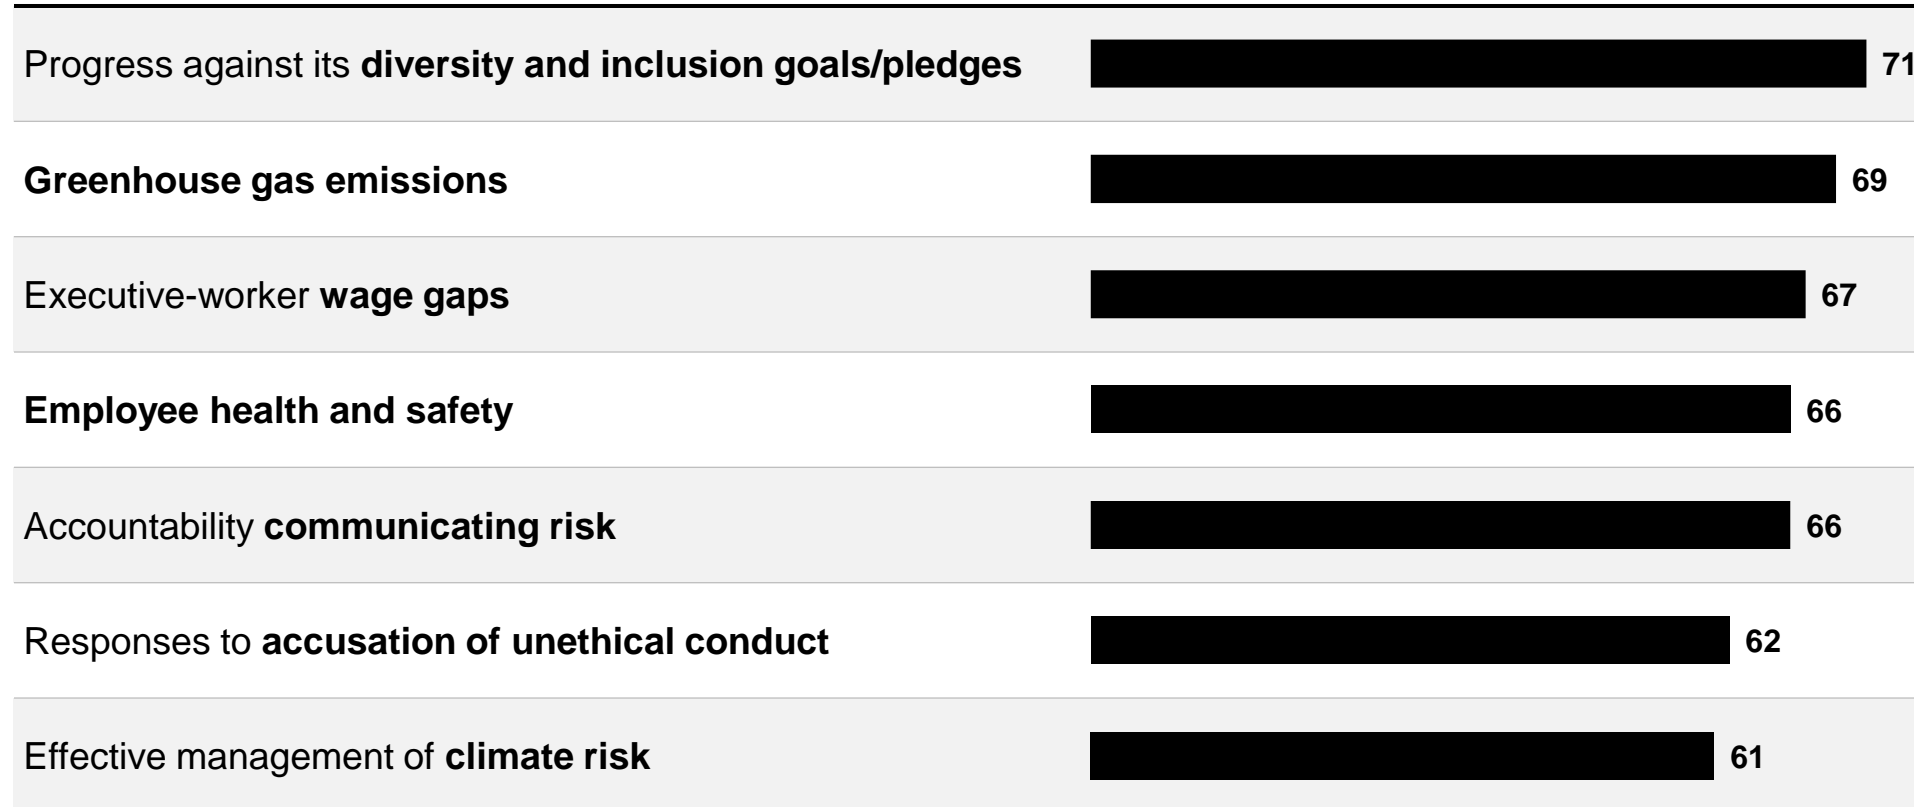 Progress against its diversity and inclusion goals/pledges 71
Greenhouse gas emissions 69
Executive-worker wage gaps 67
Employee health and safety 66
Accountability communicating risk 66
Responses to accusation of unethical conduct 62
Effective management of climate risk 61